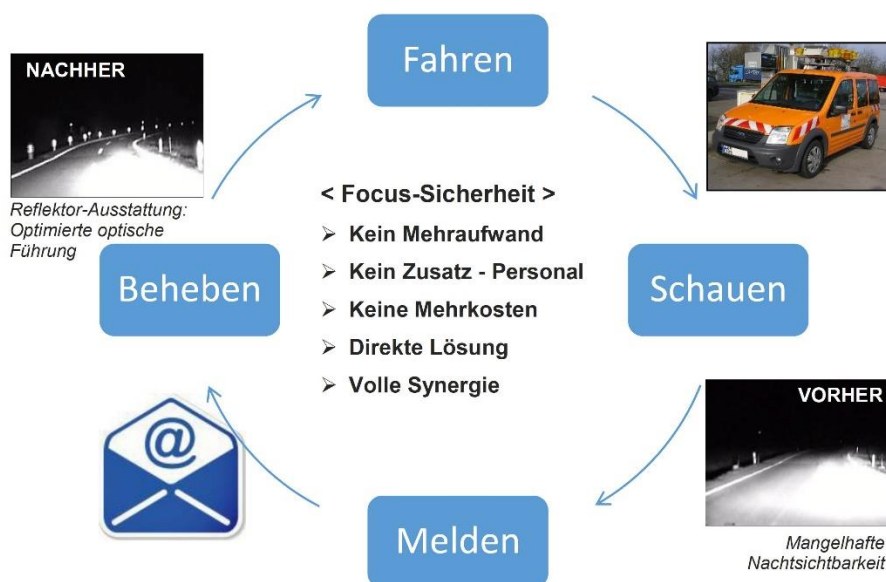 Fahren
NACHHER
Reflektor-Ausstattung:
Optimierte optische
Führung
< Focus-Sicherheit >
➢ Kein Mehraufwand
➢ Kein Zusatz - Personal
➢ Keine Mehrkosten
➢ Direkte Lösung
➢ Volle Synergie
Beheben
Schauen
@
VORHER
Mangelhafte
Nachtsichtbarkeit
Melden